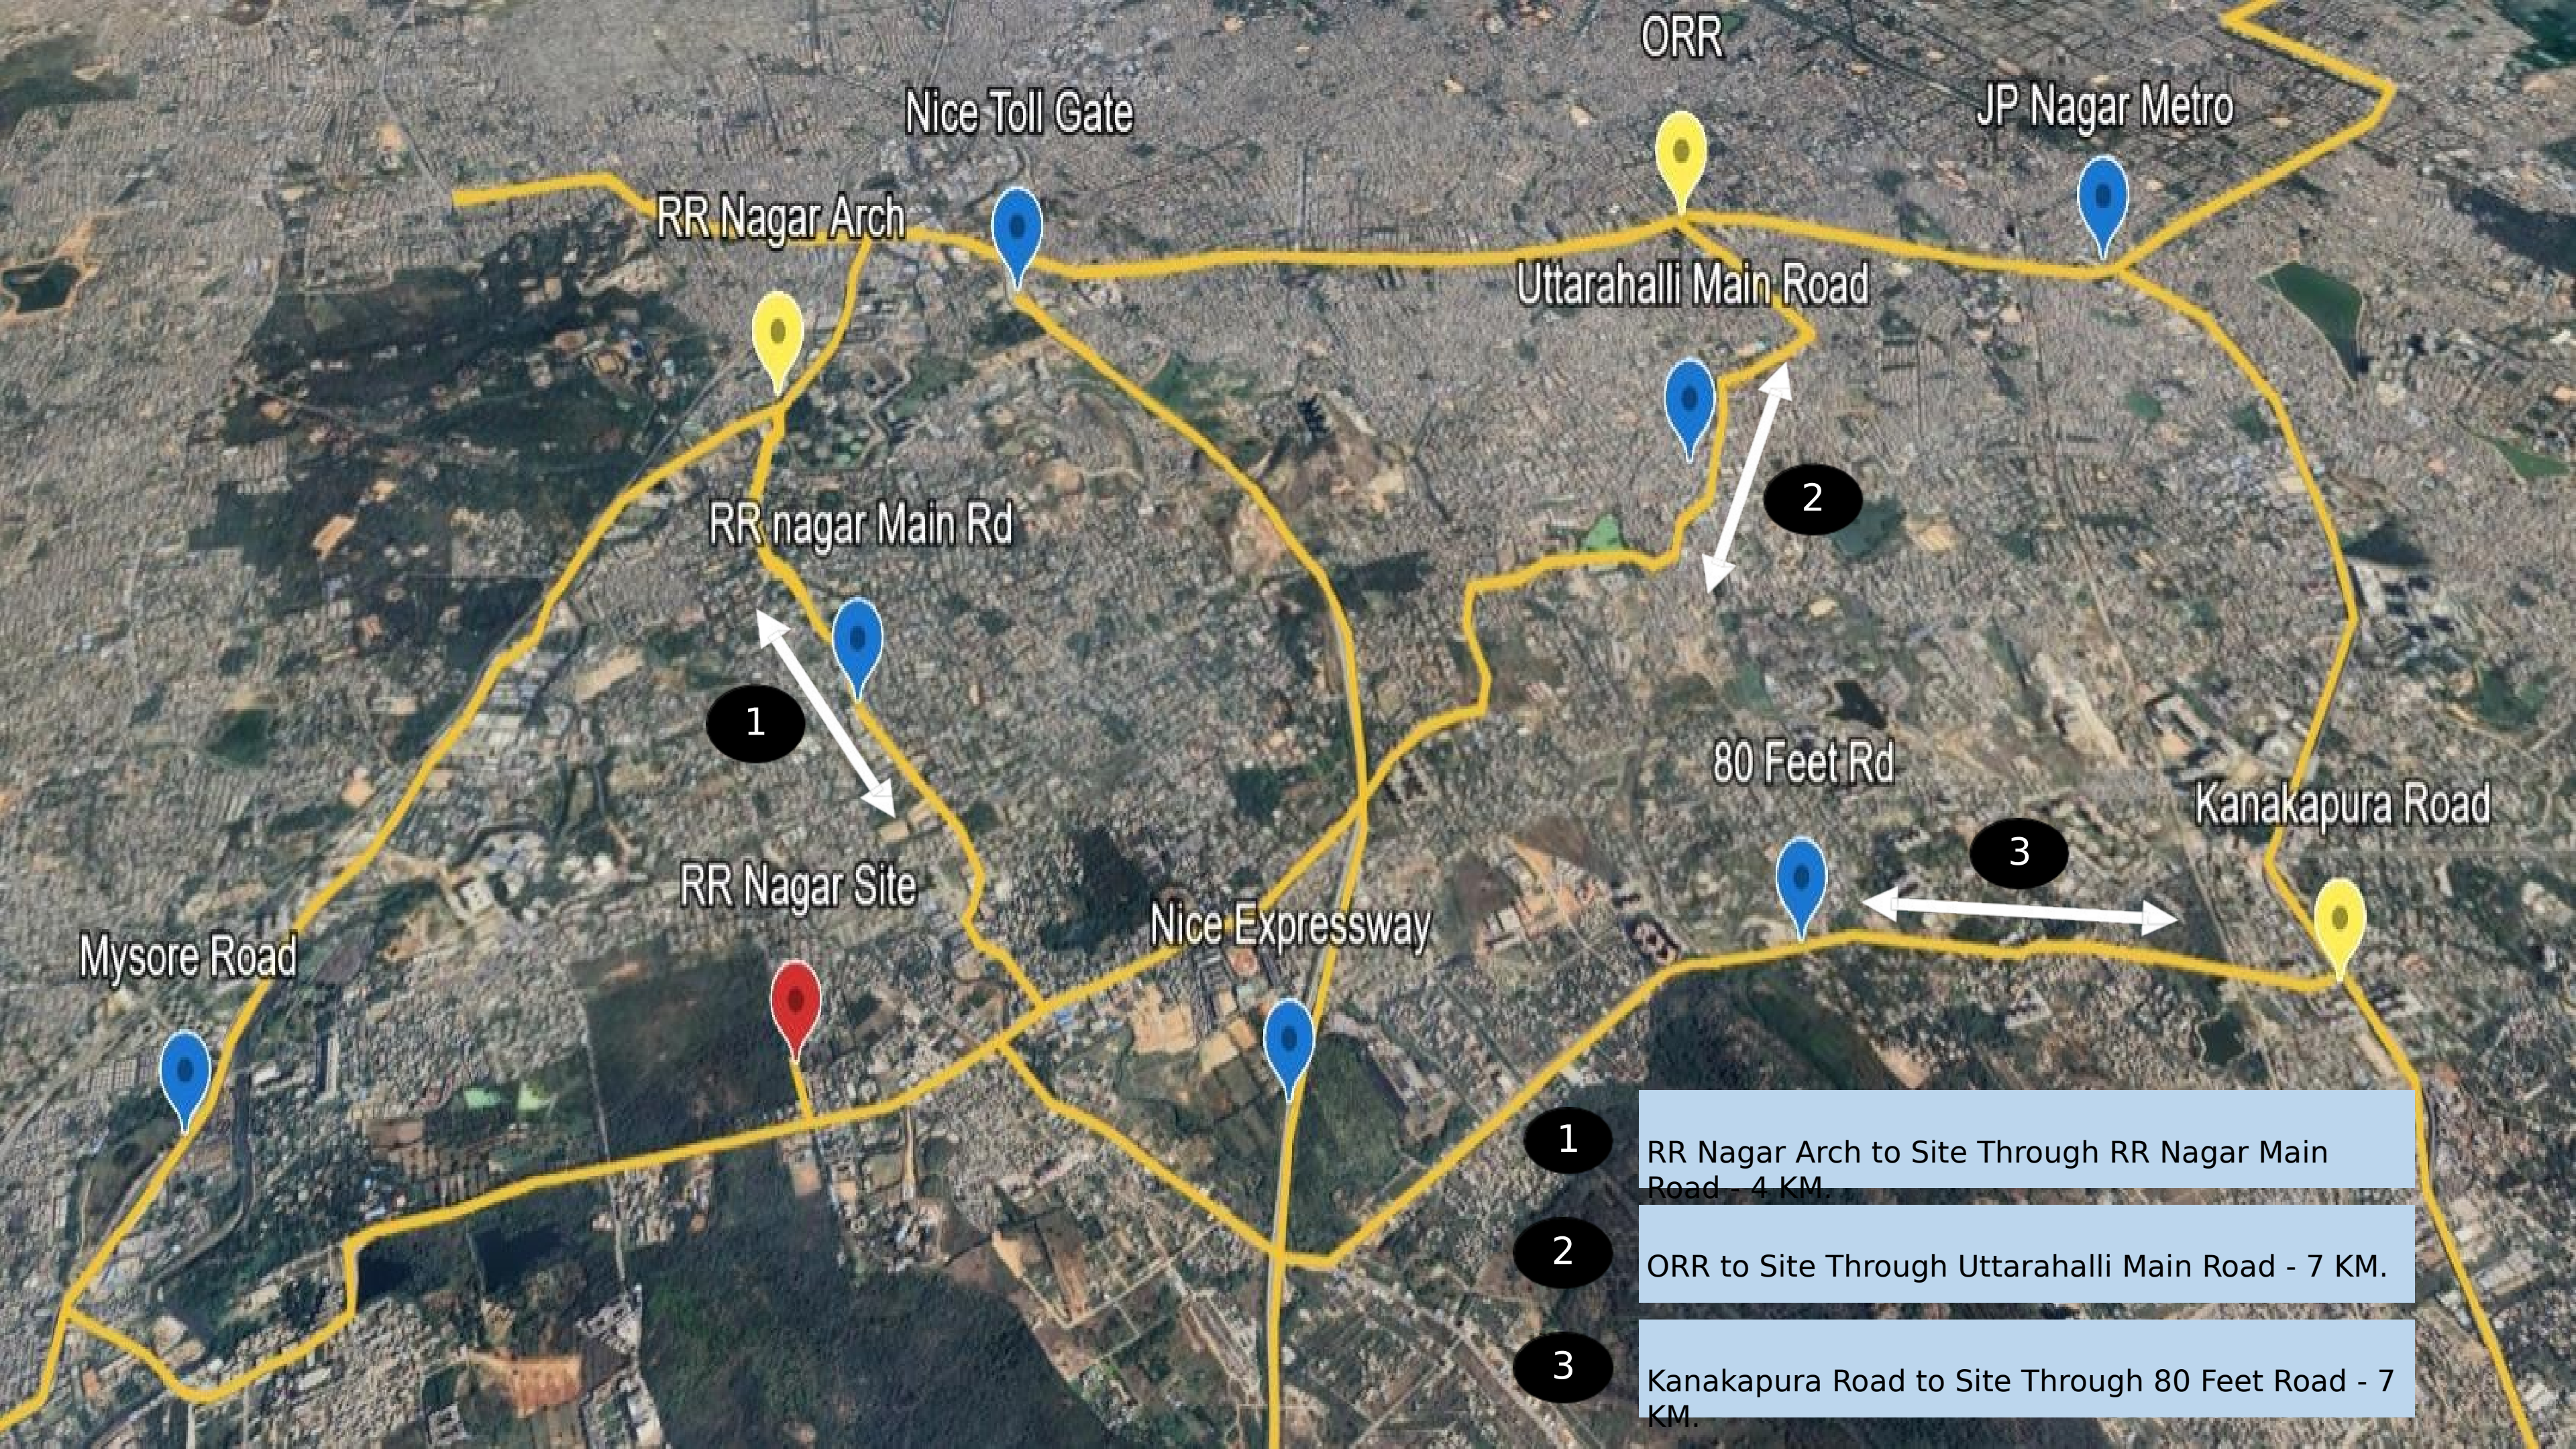 ORR
Nice Toll Gate
JP Nagar Metro
RR Nagar Arch
Uttarahalli Main Road
RR nagar Main Rd
2
1
80 Feet Rd
Kanakapura Road
3
RR Nagar Site
Nice Expressway
Mysore Road
1
RR Nagar Arch to Site Through RR Nagar Main
Road - 4 KM.
2
ORR to Site Through Uttarahalli Main Road - 7 KM.
3
Kanakapura Road to Site Through 80 Feet Road - 7
KM.